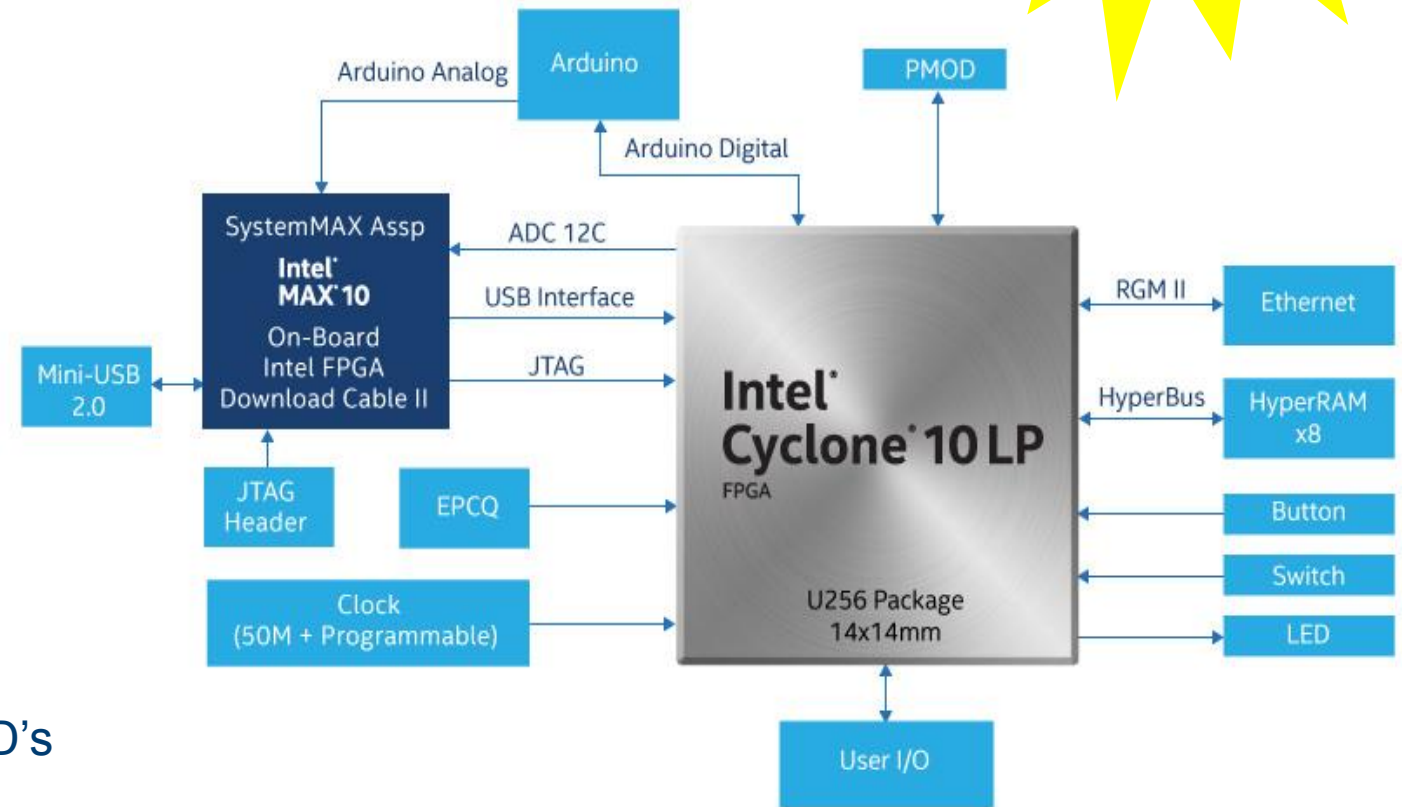 Arduino Analog
Arduino
PMOD
Arduino Digital
SystemMAX Assp
Intel®
MAX® 10
On-Board
Intel FPGA
Download Cable II
ADC 12C
USB Interface
JTAG
RGM II
Ethernet
Mini-USB
2.0
Intel®
Cyclone® 10 LP
FPGA
HyperBus
HyperRAM
x8
JTAG
Header
EPCQ
Button
Switch
Clock
(50M + Programmable)
U256 Package
14x14mm
LED
D's
User I/O